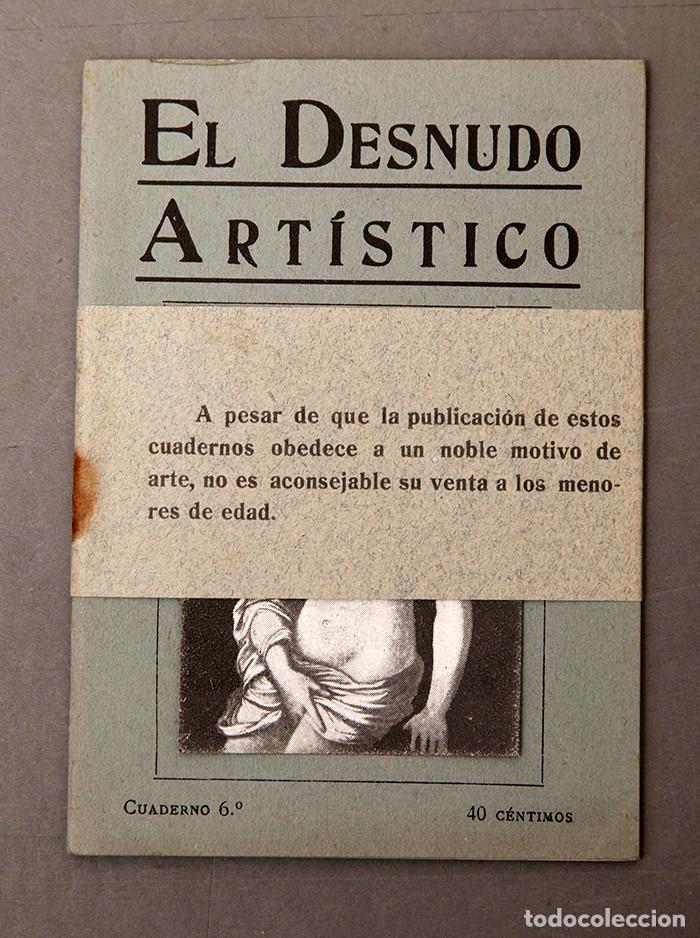 EL DESNUDO
ARTÍSTICO
A pesar de que la publicación de estos
cuadernos obedece a un noble motivo de
arte, no es aconsejable su venta a los meno-
res de edad.
CUADERNO 6.º 40 CÉNTIMOS
todocoleccion